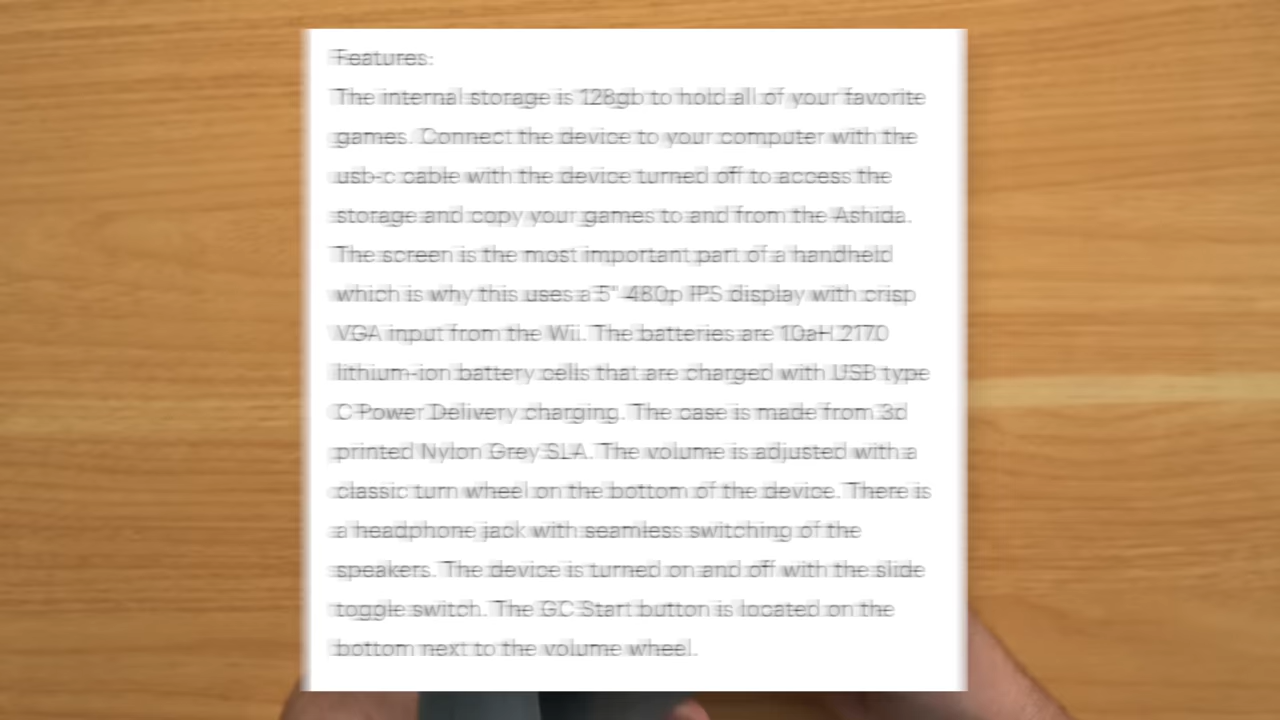 Features:
The internal storage is 128gb to hold all of your favorite
games. Connect the device to your computer with the
usb-c cable with the device turned off to access the
storage and copy your games to and from the Ashida.
The screen is the most important part of a handheld
which is why this uses a 5" 480p IPS display with crisp
VGA input from the Wii. The batteries are 10aH 2170
lithium-ion battery cells that are charged with USB type
C Power Delivery charging. The case is made from 3d
printed Nylon Grey SLA. The volume is adjusted with a
classic turn wheel on the bottom of the device. There is
a headphone jack with seamless switching of the
speakers. The device is turned on and off with the slide
toggle switch. The GC Start button is located on the
bottom next to the volume wheel.